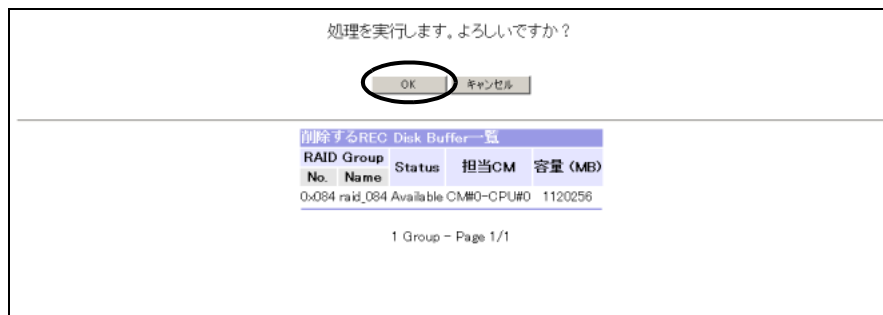 処理を実行します。よろしいですか？
OK キャンセル
削除するREC Disk Buffer一覧
RAID Group Status 担当CM 容量 (MB)
No. Name
0x084 raid_084 Available CM#0-CPU#0 1120256
1 Group - Page 1/1